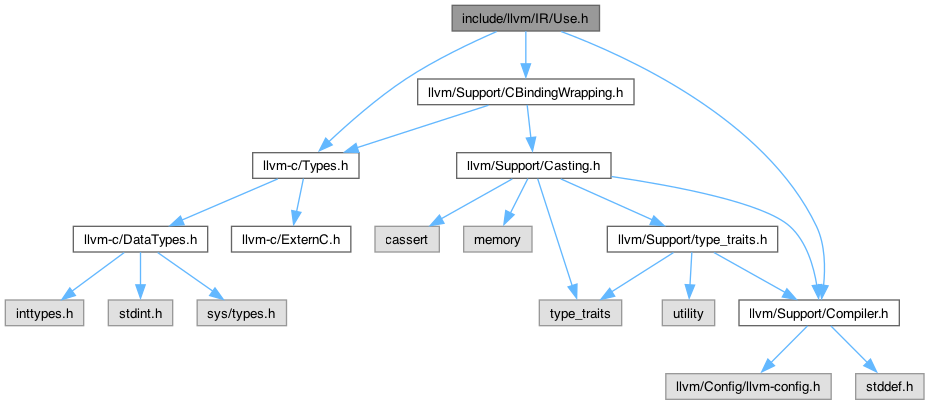 include/llvm/IR/Use.h
llvm/Support/CBindingWrapping.h
llvm-c/Types.h
llvm/Support/Casting.h
llvm-c/DataTypes.h
llvm-c/ExternC.h
cassert
memory
llvm/Support/type_traits.h
inttypes.h
stdint.h
sys/types.h
type_traits
utility
llvm/Support/Compiler.h
llvm/Config/llvm-config.h
stddef.h